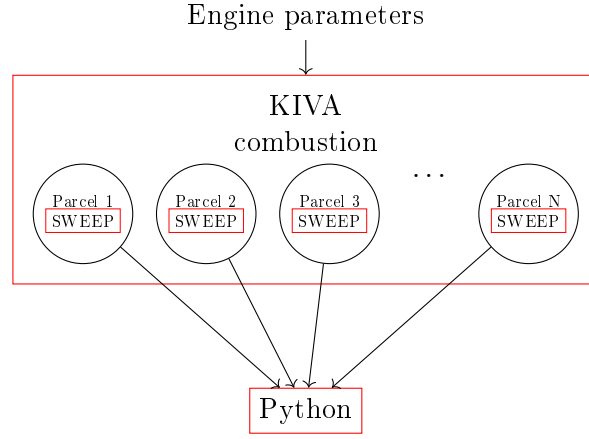 Engine parameters
KIVA
combustion
...
Parcel 1
SWEEP
Parcel 2
SWEEP
Parcel 3
SWEEP
Parcel N
SWEEP
Python